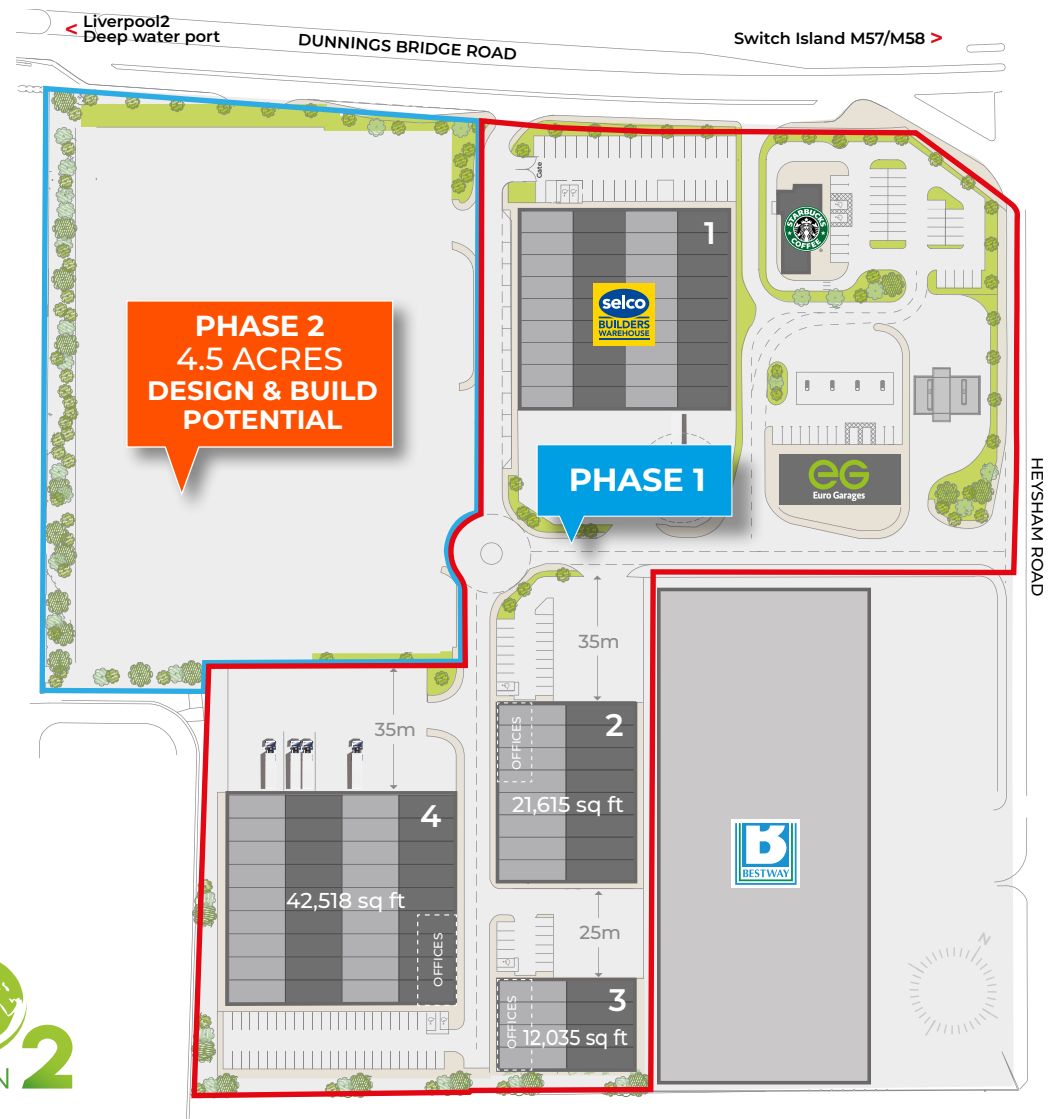 < Liverpool2
Deep water port
DUNNINGS BRIDGE ROAD
Switch Island M57/M58 >
Gate
1
STARBUCKS
COFFEE
selco
BUILDERS
WAREHOUSE
PHASE 2
4.5 ACRES
DESIGN & BUILD
POTENTIAL
PHASE 1
eG
Euro Garages
HEYSHAM ROAD
35m
35m
OFFICES
2
21,615 sq ft
4
42,518 sq ft
OFFICES
B
BESTWAY
25m
N
OFFICES
3
12,035 sq ft
N 2